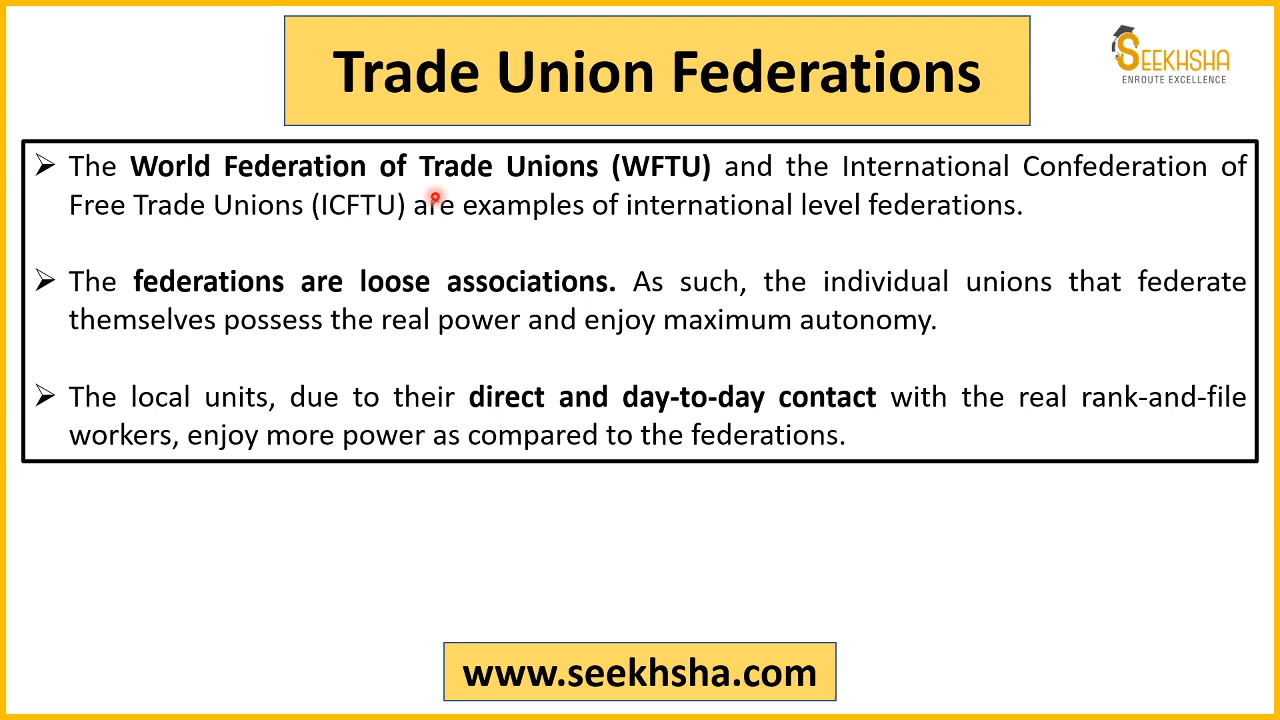 Trade Union Federations
SEEKHSHA
ENROUTE EXCELLENCE
➢ The World Federation of Trade Unions (WFTU) and the International Confederation of
Free Trade Unions (ICFTU) are examples of international level federations.
➢ The federations are loose associations. As such, the individual unions that federate
themselves possess the real power and enjoy maximum autonomy.
➢ The local units, due to their direct and day-to-day contact with the real rank-and-file
workers, enjoy more power as compared to the federations.
www.seekhsha.com